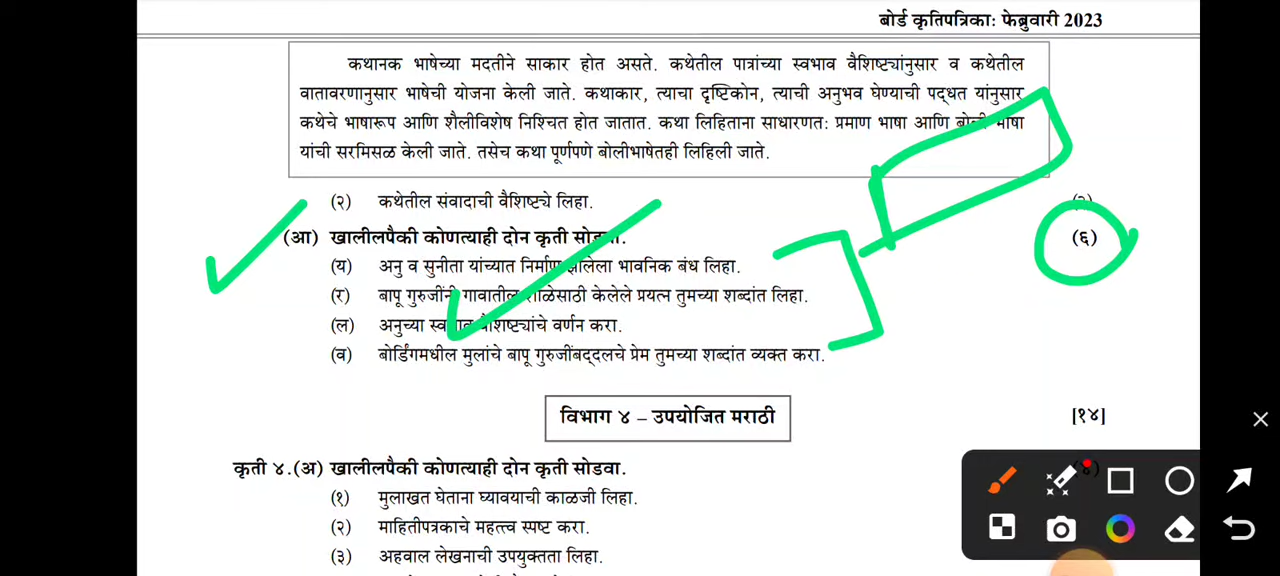 बोर्ड कृतिपत्रिका: फेब्रुवारी 2023
कथानक भाषेच्या मदतीने साकार होत असते. कथेतील पात्रांच्या स्वभाव वैशिष्ट्यांनुसार व कथेतील
वातावरणानुसार भाषेची योजना केली जाते. कथाकार, त्याचा दृष्टिकोन, त्याची अनुभव घेण्याची पद्धत यांनुसार
कथेचे भाषारूप आणि शैलीविशेष निश्चित होत जातात. कथा लिहिताना साधारणत: प्रमाण भाषा आणि बोली भाषा
यांची सरमिसळ केली जाते. तसेच कथा पूर्णपणे बोलीभाषेतही लिहिली जाते.
(२) कथेतील संवादाची वैशिष्ट्ये लिहा.
(आ) खालीलपैकी कोणत्याही दोन कृती सोडवा. (६)
(य) अनु व सुनीता यांच्यात निर्माण झालेला भावनिक बंध लिहा.
(र) बापू गुरुजींनी गावातील शाळेसाठी केलेले प्रयत्न तुमच्या शब्दांत लिहा.
(ल) अनुच्या स्वभाव वैशिष्ट्यांचे वर्णन करा.
(व) बोर्डिंगमधील मुलांचे बापू गुरुजींबद्दलचे प्रेम तुमच्या शब्दांत व्यक्त करा.
विभाग ४ – उपयोजित मराठी [१४]
कृती ४.(अ) खालीलपैकी कोणत्याही दोन कृती सोडवा.
(१) मुलाखत घेताना घ्यावयाची काळजी लिहा.
(२) माहितीपत्रकाचे महत्त्व स्पष्ट करा.
(३) अहवाल लेखनाची उपयुक्तता लिहा.